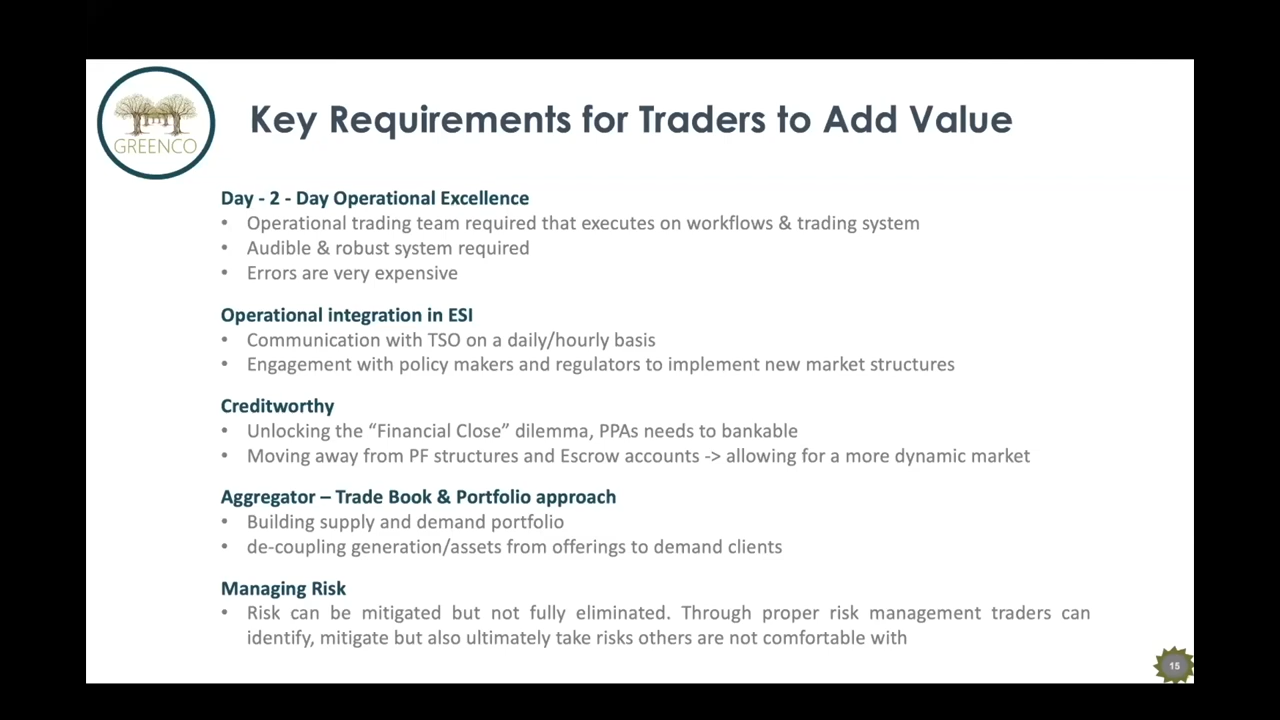 GREENCO
Key Requirements for Traders to Add Value
Day - 2 - Day Operational Excellence
• Operational trading team required that executes on workflows & trading system
• Audible & robust system required
• Errors are very expensive
Operational integration in ESI
• Communication with TSO on a daily/hourly basis
• Engagement with policy makers and regulators to implement new market structures
Creditworthy
• Unlocking the “Financial Close” dilemma, PPAs needs to bankable
• Moving away from PF structures and Escrow accounts -> allowing for a more dynamic market
Aggregator – Trade Book & Portfolio approach
• Building supply and demand portfolio
• de-coupling generation/assets from offerings to demand clients
Managing Risk
• Risk can be mitigated but not fully eliminated. Through proper risk management traders can
identify, mitigate but also ultimately take risks others are not comfortable with
15